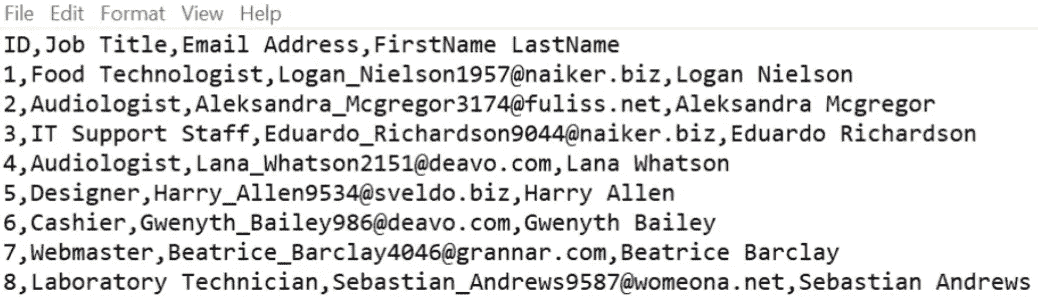 File Edit Format View Help
ID,Job Title,Email Address,FirstName LastName
1,Food Technologist,Logan_Nielson1957@naiker.biz,Logan Nielson
2,Audiologist,Aleksandra_Mcgregor3174@fuliss.net,Aleksandra Mcgregor
3,IT Support Staff,Eduardo_Richardson9044@naiker.biz,Eduardo Richardson
4,Audiologist,Lana_Whatson2151@deavo.com,Lana Whatson
5,Designer,Harry_Allen9534@sveldo.biz,Harry Allen
6,Cashier,Gwenyth_Bailey986@deavo.com,Gwenyth Bailey
7,Webmaster,Beatrice_Barclay4046@grannar.com,Beatrice Barclay
8,Laboratory Technician,Sebastian_Andrews9587@womeona.net,Sebastian Andrews